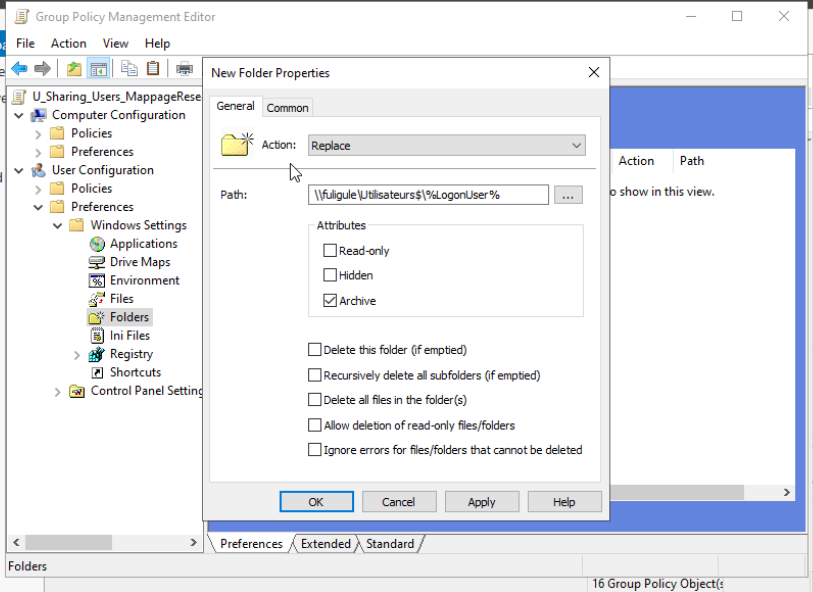 Group Policy Management Editor
File Action View Help
U_Sharing_Users_MappageRese
Computer Configuration
Policies
Preferences
User Configuration
Policies
Preferences
Windows Settings
Applications
Drive Maps
Environment
Files
Folders
Ini Files
Registry
Shortcuts
Control Panel Setting
New Folder Properties
General Common
Action: Replace
Path: \\fuligule\Utilisateurs$\%LogonUser% ...
Attributes
Read-only
Hidden
Archive
Delete this folder (if emptied)
Recursively delete all subfolders (if emptied)
Delete all files in the folder(s)
Allow deletion of read-only files/folders
Ignore errors for files/folders that cannot be deleted
OK Cancel Apply Help
Action Path
o show in this view.
Preferences Extended Standard
Folders
16 Group Policy Object(s